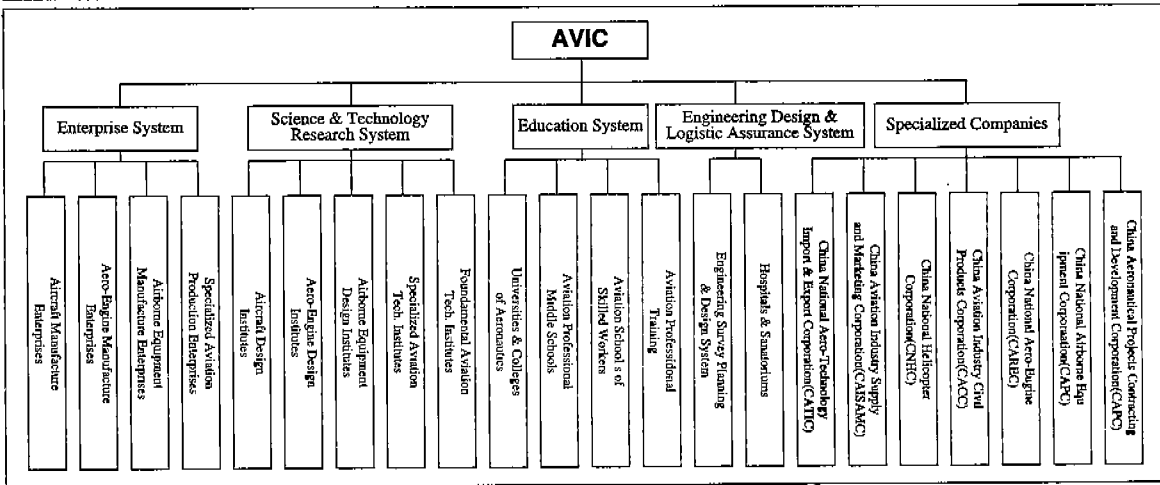 AVIC
Enterprise System
Science & Technology
Research System
Education System
Engineering Design &
Logistic Assurance System
Specialized Companies
Aircraft Manufacture
Enterprises
Aero-Engine Manufacture
Enterprises
Airborne Equipment
Manufacture Enterprises
Specialized Aviation
Production Enterprises
Aircraft Design
Institutes
Aero-Engine Design
Institutes
Airborne Equipment
Design Institutes
Specialized Aviation
Tech. Institutes
Foundamental Aviation
Tech. Institutes
Universities & Colleges
of Aeronauters
Aviation Professional
Middle Schools
Aviation School s of
Skilled Workers
Aviation Professidonal
Training
Engineering Survey Planning
& Design System
Hospitals & Sanatoriums
China National Aero-Technology
Import & Export Corporation(CATIC)
China Aviation Industry Supply
and Marketing Corporation(CAISAMC)
China National Helicopter
Corporation(CNHC)
China Aviation Industry Civil
Products Corporation(CACC)
China National Aero-Engine
Corporation(CAREC)
China National Airborne Equ
ipment Corporuation(CAPC)
China Aeronautical Projects Contracting
and Development Corporation(CAPC)